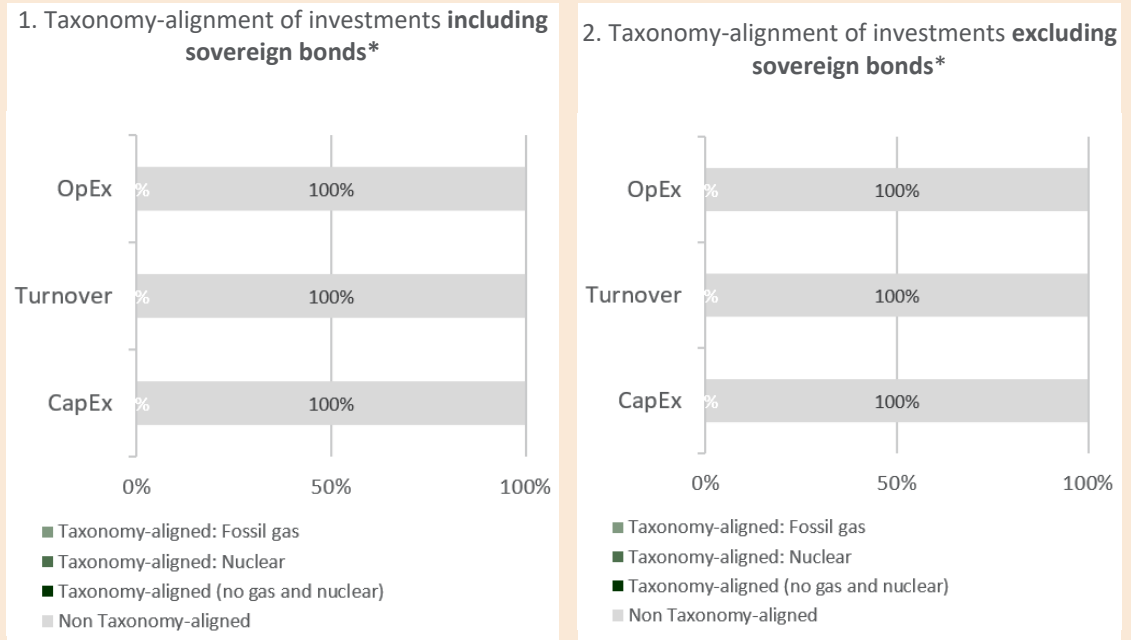 1. Taxonomy-alignment of investments including
sovereign bonds*
OpEx
%
100%
Turnover
%
100%
CapEx
%
100%
0%
50%
100%
Taxonomy-aligned: Fossil gas
Taxonomy-aligned: Nuclear
Taxonomy-aligned (no gas and nuclear)
Non Taxonomy-aligned
2. Taxonomy-alignment of investments excluding
sovereign bonds*
OpEx
%
100%
Turnover
%
100%
CapEx
%
100%
0%
50%
100%
Taxonomy-aligned: Fossil gas
Taxonomy-aligned: Nuclear
Taxonomy-aligned (no gas and nuclear)
Non Taxonomy-aligned